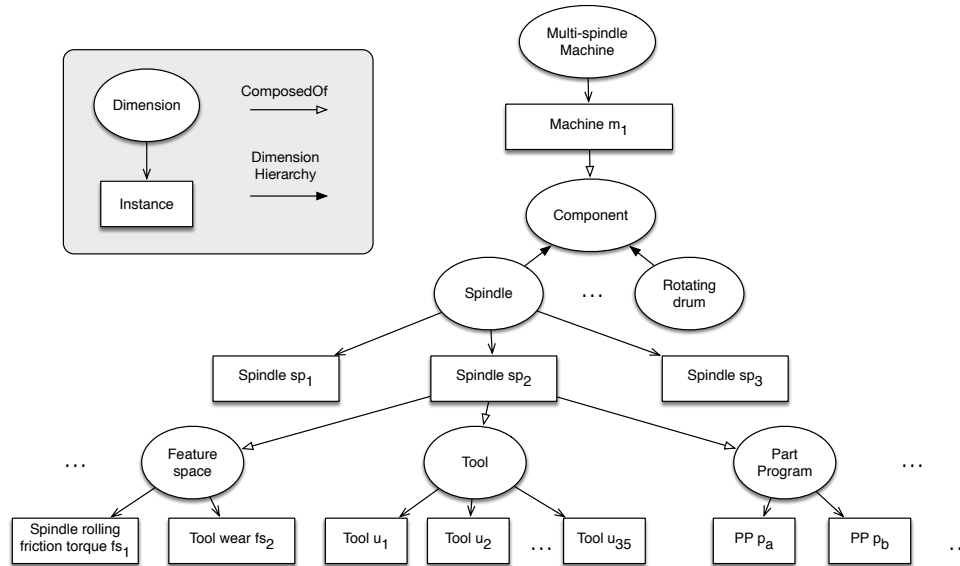 Multi-spindle
Machine
ComposedOf
Dimension
Machine m1
Dimension
Hierarchy
Instance
Component
Spindle
...
Rotating
drum
Spindle sp1
Spindle sp2
Spindle sp3
...
Feature
space
Tool
Part
Program
...
Spindle rolling
friction torque fs1
Tool wear fs2
Tool u1
Tool u2
...
Tool u35
PP pa
PP pb
...